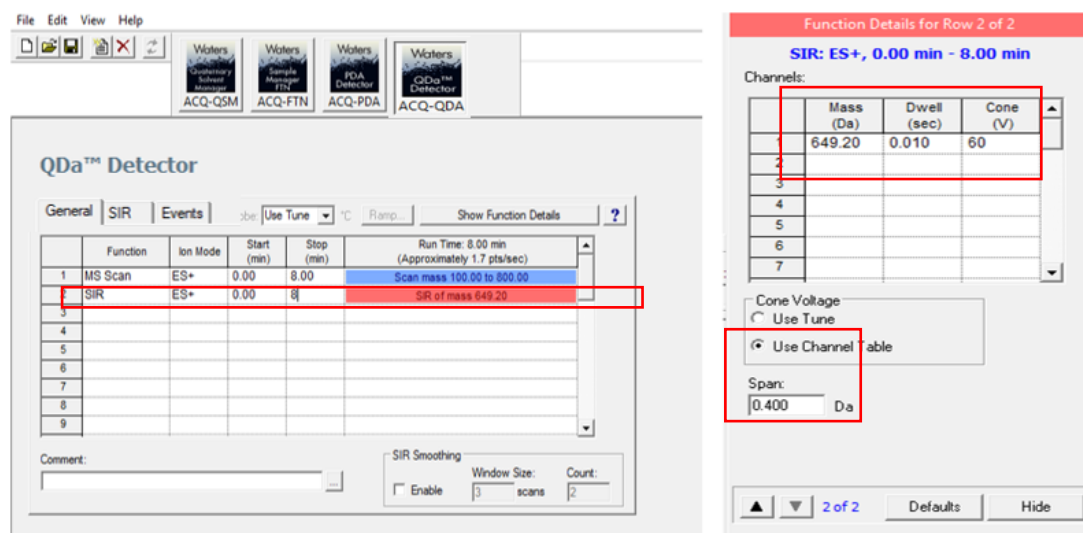 File Edit View Help
Waters Quaternary Solvent Manager ACQ-QSM
Waters Sample Manager FTN ACQ-FTN
Waters PDA Detector ACQ-PDA
Waters QDa™ Detector ACQ-QDA
QDa™ Detector
General SIR Events obe: Use Tune °C Ramp... Show Function Details ?
Function Ion Mode Start (min) Stop (min) Run Time: 8.00 min (Approximately 1.7 pts/sec)
1 MS Scan ES+ 0.00 8.00 Scan mass 100.00 to 800.00
2 SIR ES+ 0.00 8 SIR of mass 649.20
3
4
5
6
7
8
9
Comment:
...
SIR Smoothing
Window Size: Count:
Enable 3 scans 2
Function Details for Row 2 of 2
SIR: ES+, 0.00 min - 8.00 min
Channels:
Mass (Da) Dwell (sec) Cone (V)
1 649.20 0.010 60
2
3
4
5
6
7
Cone Voltage
Use Tune
Use Channel Table
Span:
0.400 Da
2 of 2 Defaults Hide